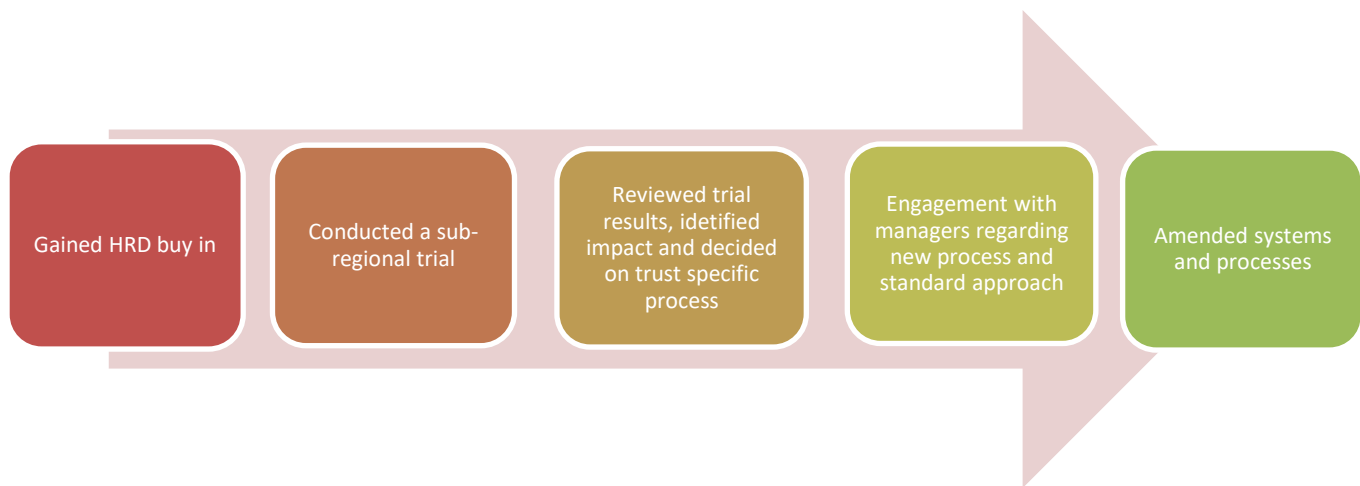 Gained HRD buy in
Conducted a sub-
regional trial
Reviewed trial
results, idetified
impact and decided
on trust specific
process
Engagement with
managers regarding
new process and
standard approach
Amended systems
and processes